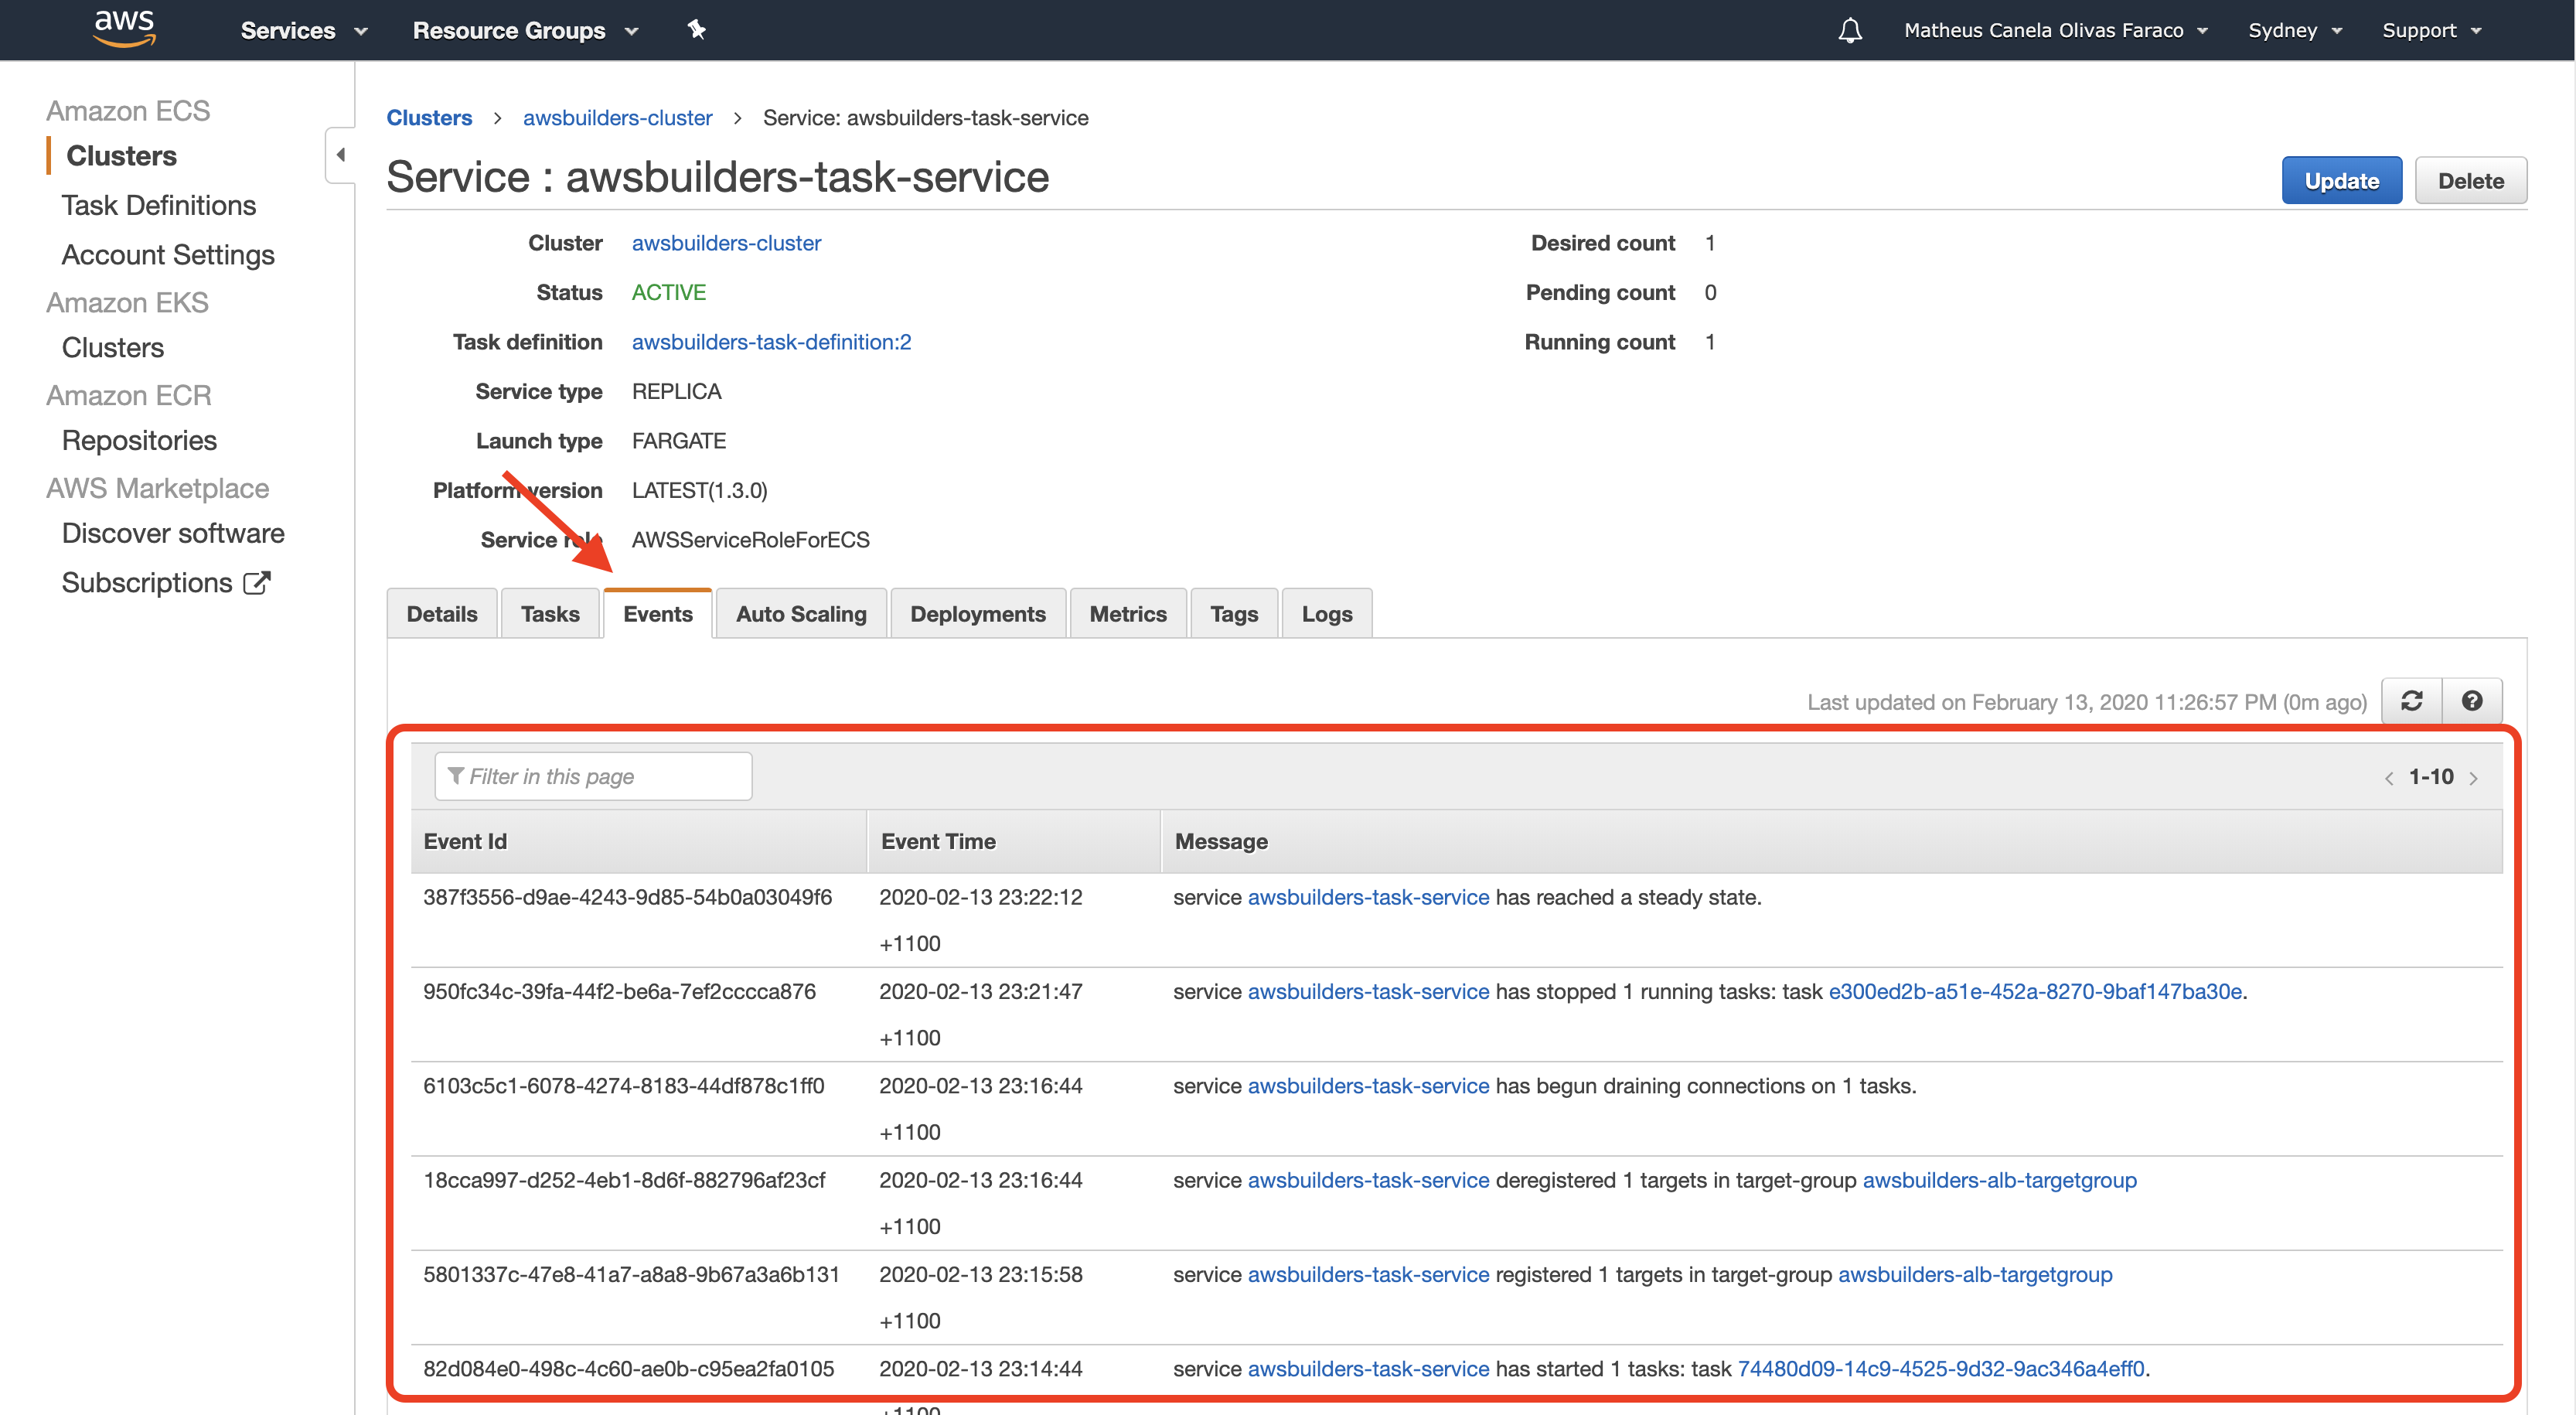 aws Services Resource Groups Matheus Canela Olivas Faraco Sydney Support
Amazon ECS
Clusters
Task Definitions
Account Settings
Amazon EKS
Clusters
Amazon ECR
Repositories
AWS Marketplace
Discover software
Subscriptions
Clusters > awsbuilders-cluster > Service: awsbuilders-task-service
Service : awsbuilders-task-service
Update Delete
Cluster awsbuilders-cluster
Status ACTIVE
Task definition awsbuilders-task-definition:2
Service type REPLICA
Launch type FARGATE
Platform version LATEST(1.3.0)
Service role AWSServiceRoleForECS
Desired count 1
Pending count 0
Running count 1
Details Tasks Events Auto Scaling Deployments Metrics Tags Logs
Last updated on February 13, 2020 11:26:57 PM (0m ago)
Filter in this page
< 1-10 >
Event Id Event Time Message
387f3556-d9ae-4243-9d85-54b0a03049f6 2020-02-13 23:22:12 service awsbuilders-task-service has reached a steady state.
+1100
950fc34c-39fa-44f2-be6a-7ef2cccca876 2020-02-13 23:21:47 service awsbuilders-task-service has stopped 1 running tasks: task e300ed2b-a51e-452a-8270-9baf147ba30e.
+1100
6103c5c1-6078-4274-8183-44df878c1ff0 2020-02-13 23:16:44 service awsbuilders-task-service has begun draining connections on 1 tasks.
+1100
18cca997-d252-4eb1-8d6f-882796af23cf 2020-02-13 23:16:44 service awsbuilders-task-service deregistered 1 targets in target-group awsbuilders-alb-targetgroup
+1100
5801337c-47e8-41a7-a8a8-9b67a3a6b131 2020-02-13 23:15:58 service awsbuilders-task-service registered 1 targets in target-group awsbuilders-alb-targetgroup
+1100
82d084e0-498c-4c60-ae0b-c95ea2fa0105 2020-02-13 23:14:44 service awsbuilders-task-service has started 1 tasks: task 74480d09-14c9-4525-9d32-9ac346a4eff0.
+1100